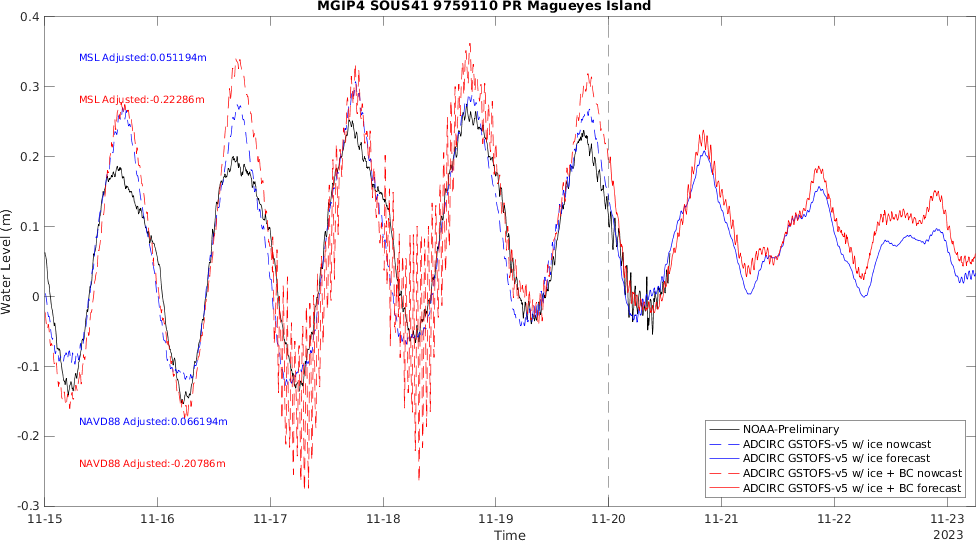 MGIP4 SOUS41 9759110 PR Magueyes Island
0.4
0.3
0.2
0.1
0
-0.1
-0.2
-0.3
Water Level (m)
MSL Adjusted:0.051194m
MSL Adjusted:-0.22286m
NAVD88 Adjusted:0.066194m
NAVD88 Adjusted:-0.20786m
NOAA-Preliminary
ADCIRC GSTOFS-v5 w/ ice nowcast
ADCIRC GSTOFS-v5 w/ ice forecast
ADCIRC GSTOFS-v5 w/ ice + BC nowcast
ADCIRC GSTOFS-v5 w/ ice + BC forecast
11-15 11-16 11-17 11-18 11-19 11-20 11-21 11-22 11-23
Time
2023